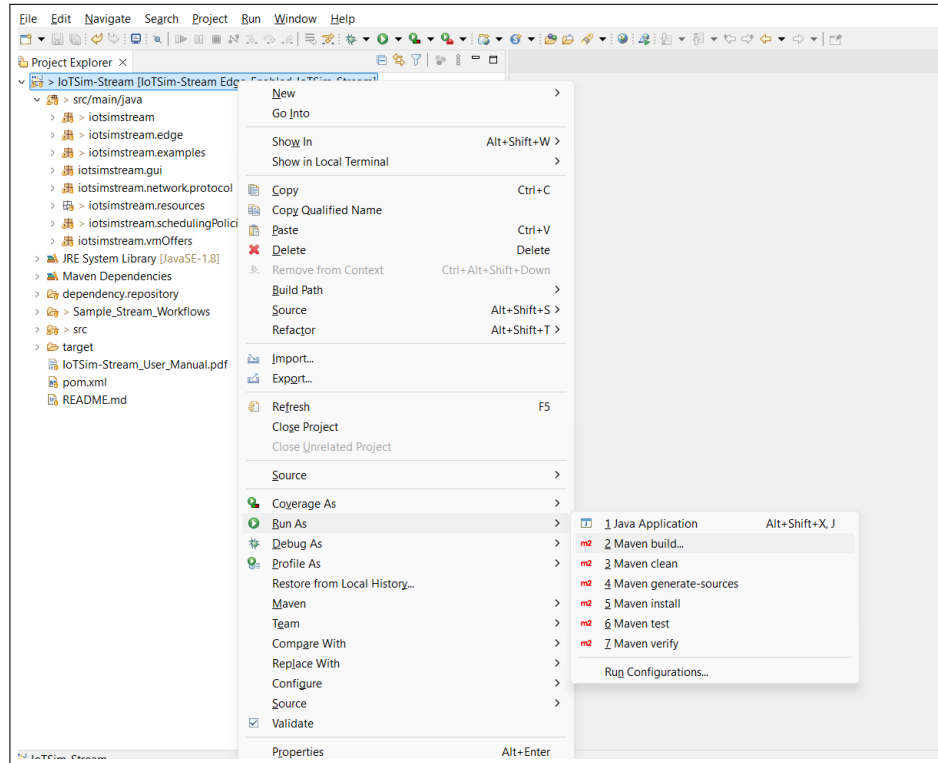 File Edit Navigate Search Project Run Window Help
Project Explorer
> IoTSim-Stream [IoTSim-Stream Edge-Enabled-IoTSim-Stream]
> src/main/java
> iotsimstream
> iotsimstream.edge
> iotsimstream.examples
iotsimstream.gui
iotsimstream.network.protocol
> iotsimstream.resources
> iotsimstream.schedulingPolici
iotsimstream.vmOffers
JRE System Library [JavaSE-1.8]
Maven Dependencies
dependency.repository
> Sample_Stream_Workflows
> src
target
IoTSim-Stream_User_Manual.pdf
pom.xml
README.md
New
Go Into
Show In Alt+Shift+W >
Show in Local Terminal
Copy Ctrl+C
Copy Qualified Name
Paste Ctrl+V
Delete Delete
Remove from Context Ctrl+Alt+Shift+Down
Build Path
Source Alt+Shift+S >
Refactor Alt+Shift+T >
Import...
Export...
Refresh F5
Close Project
Close Unrelated Project
Source
Coverage As
Run As
Debug As
Profile As
Restore from Local History...
Maven
Team
Compare With
Replace With
Configure
Source
Validate
Properties Alt+Enter
1 Java Application Alt+Shift+X, J
m2 2 Maven build...
m2 3 Maven clean
m2 4 Maven generate-sources
m2 5 Maven install
m2 6 Maven test
m2 7 Maven verify
Run Configurations...
IoTSim-Stream